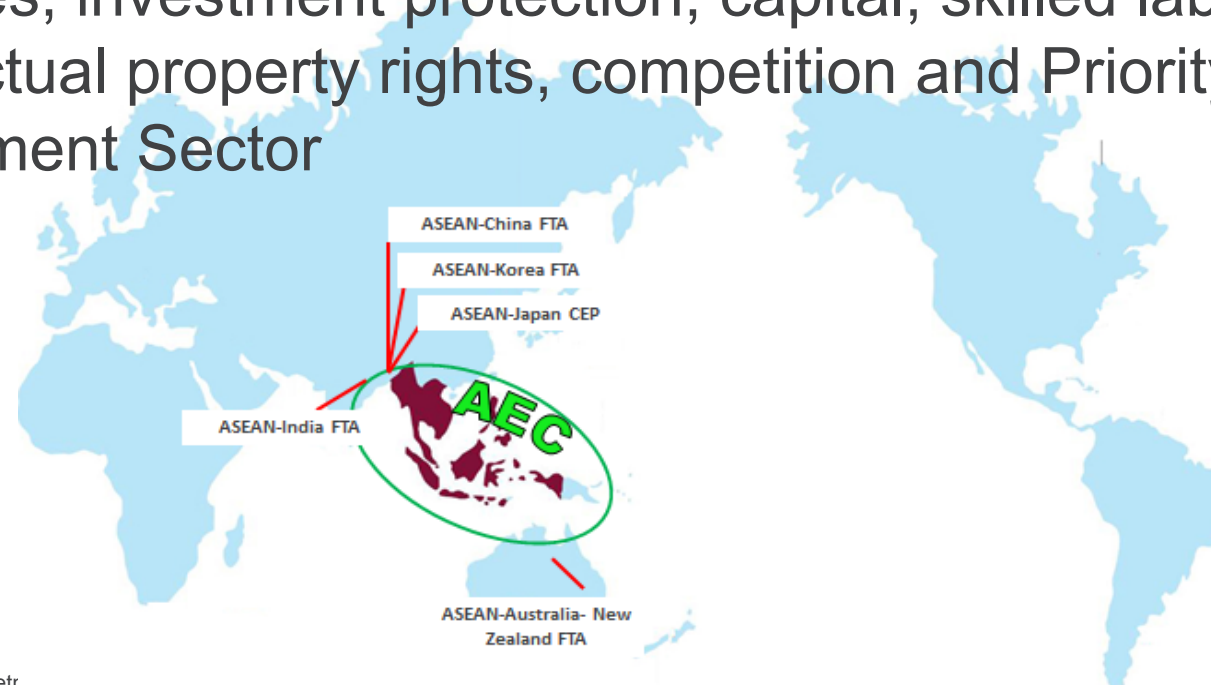 es, investment protection, capital, skilled lab
ctual property rights, competition and Priority
ment Sector
ASEAN-China FTA
ASEAN-Korea FTA
ASEAN-Japan CEP
AEC
ASEAN-India FTA
ASEAN-Australia- New
Zealand FTA
etr